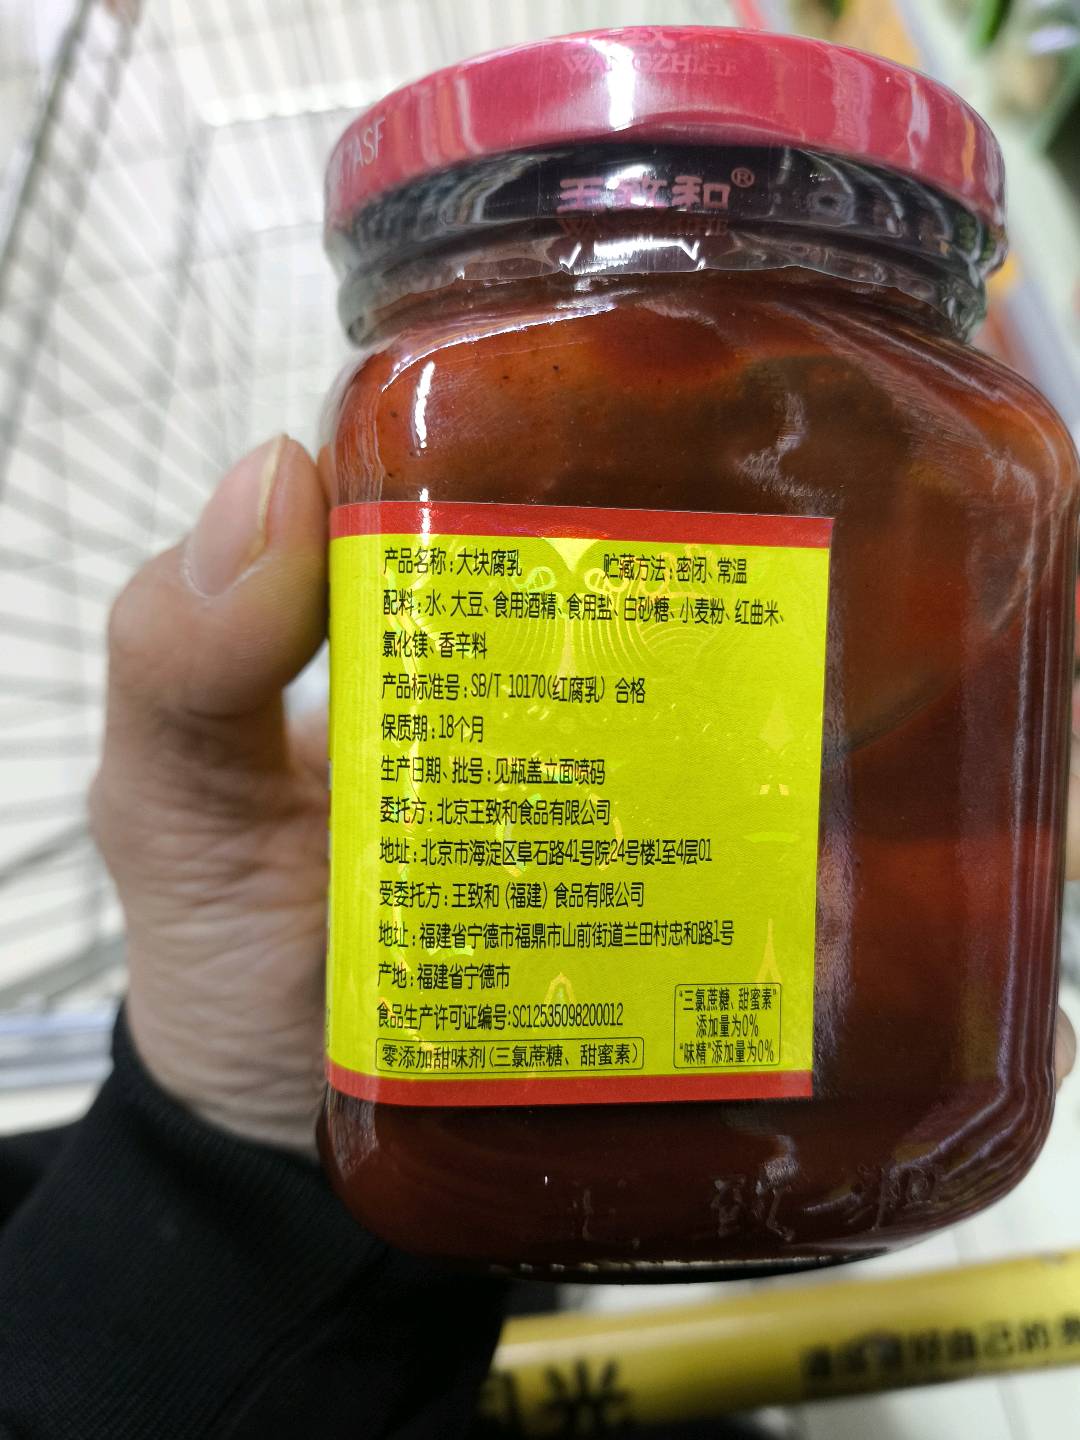 WANGZHIHE
ASF
王致和®
WANGZHIHE
产品名称:大块腐乳 贮藏方法:密闭、常温
配料:水、大豆、食用酒精、食用盐、白砂糖、小麦粉、红曲米、
氯化镁、香辛料
产品标准号:SB/T 10170(红腐乳) 合格
保质期:18个月
生产日期、批号:见瓶盖立面喷码
委托方:北京王致和食品有限公司
地址:北京市海淀区阜石路41号院24号楼1至4层01
受委托方:王致和(福建)食品有限公司
地址:福建省宁德市福鼎市山前街道兰田村忠和路1号
产地:福建省宁德市
食品生产许可证编号:SC12535098200012
零添加甜味剂(三氯蔗糖、甜蜜素)
“三氯蔗糖、甜蜜素”
添加量为0%
“味精”添加量为0%
王致和